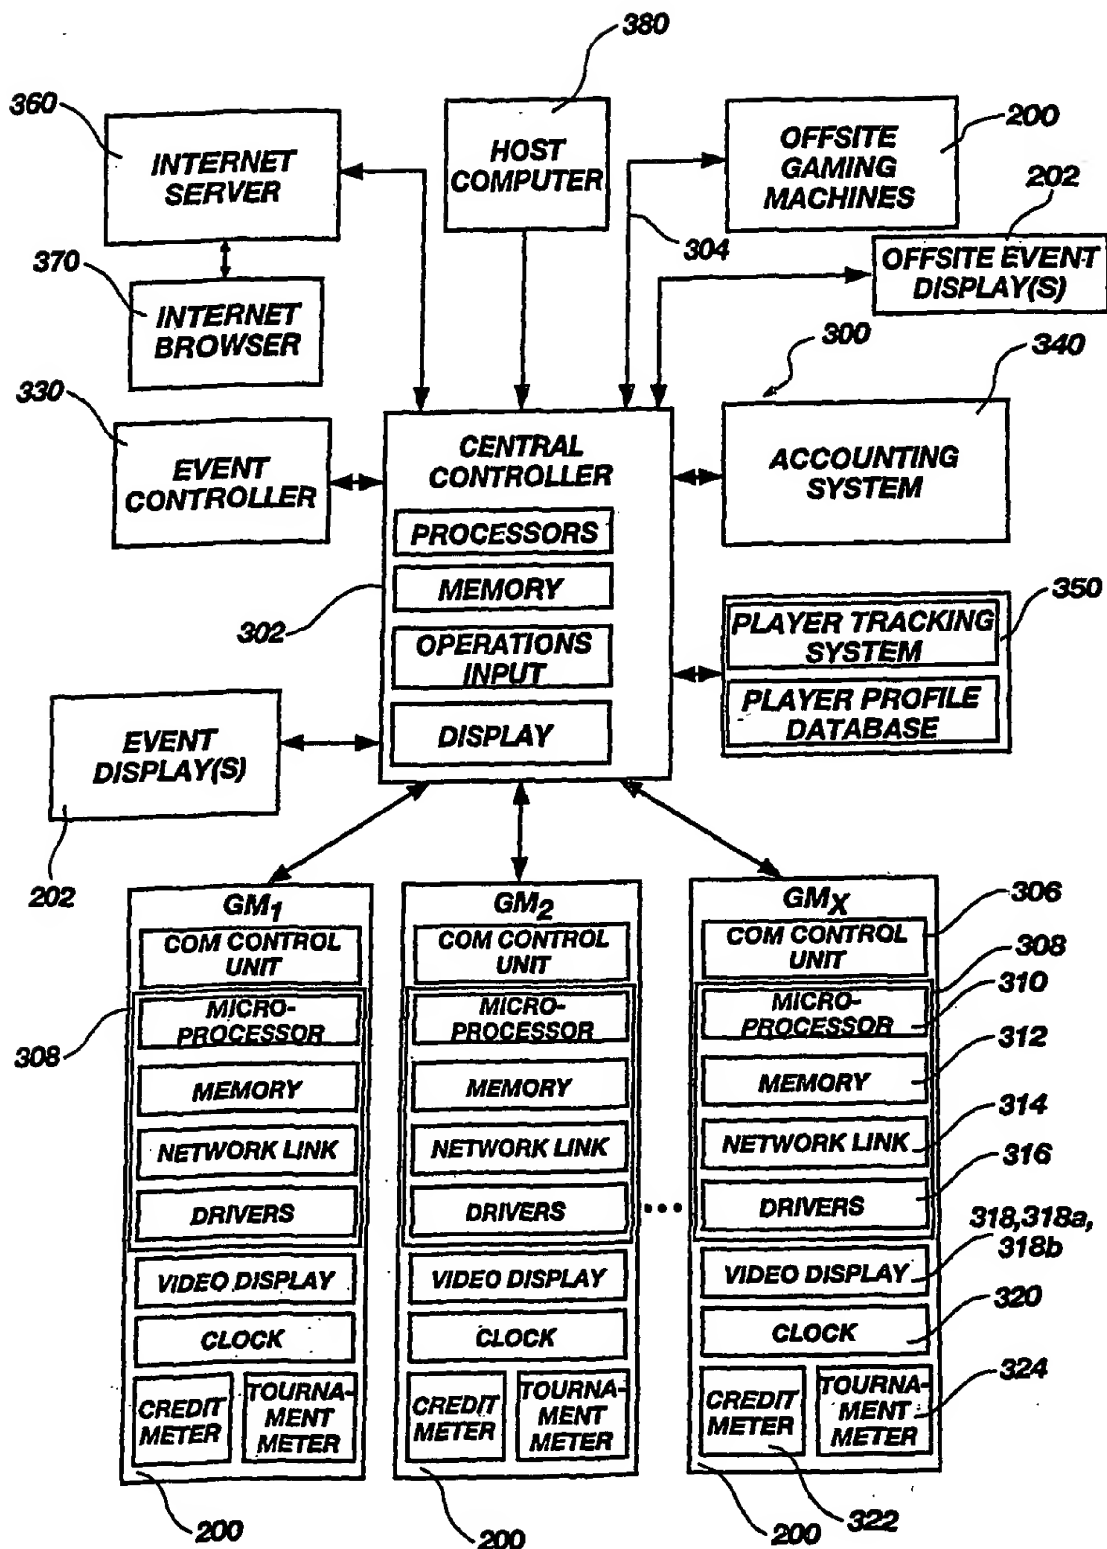 380
360
INTERNET
SERVER
HOST
COMPUTER
OFFSITE
GAMING
MACHINES
200
202
304
OFFSITE EVENT
DISPLAY(S)
370
INTERNET
BROWSER
300
340
330
EVENT
CONTROLLER
CENTRAL
CONTROLLER
PROCESSORS
MEMORY
OPERATIONS
INPUT
DISPLAY
302
ACCOUNTING
SYSTEM
350
PLAYER TRACKING
SYSTEM
PLAYER PROFILE
DATABASE
EVENT
DISPLAY(S)
202
GM1
COM CONTROL
UNIT
308
MICRO-
PROCESSOR
MEMORY
NETWORK LINK
DRIVERS
VIDEO DISPLAY
CLOCK
CREDIT
METER
TOURNA-
MENT
METER
200
GM2
COM CONTROL
UNIT
MICRO-
PROCESSOR
MEMORY
NETWORK LINK
DRIVERS
VIDEO DISPLAY
CLOCK
CREDIT
METER
TOURNA-
MENT
METER
200
•••
GMX
COM CONTROL
UNIT
306
308
MICRO-
PROCESSOR
310
MEMORY
312
NETWORK LINK
314
DRIVERS
316
VIDEO DISPLAY
318,318a,
318b
CLOCK
320
CREDIT
METER
TOURNA-
MENT
METER
324
322
200